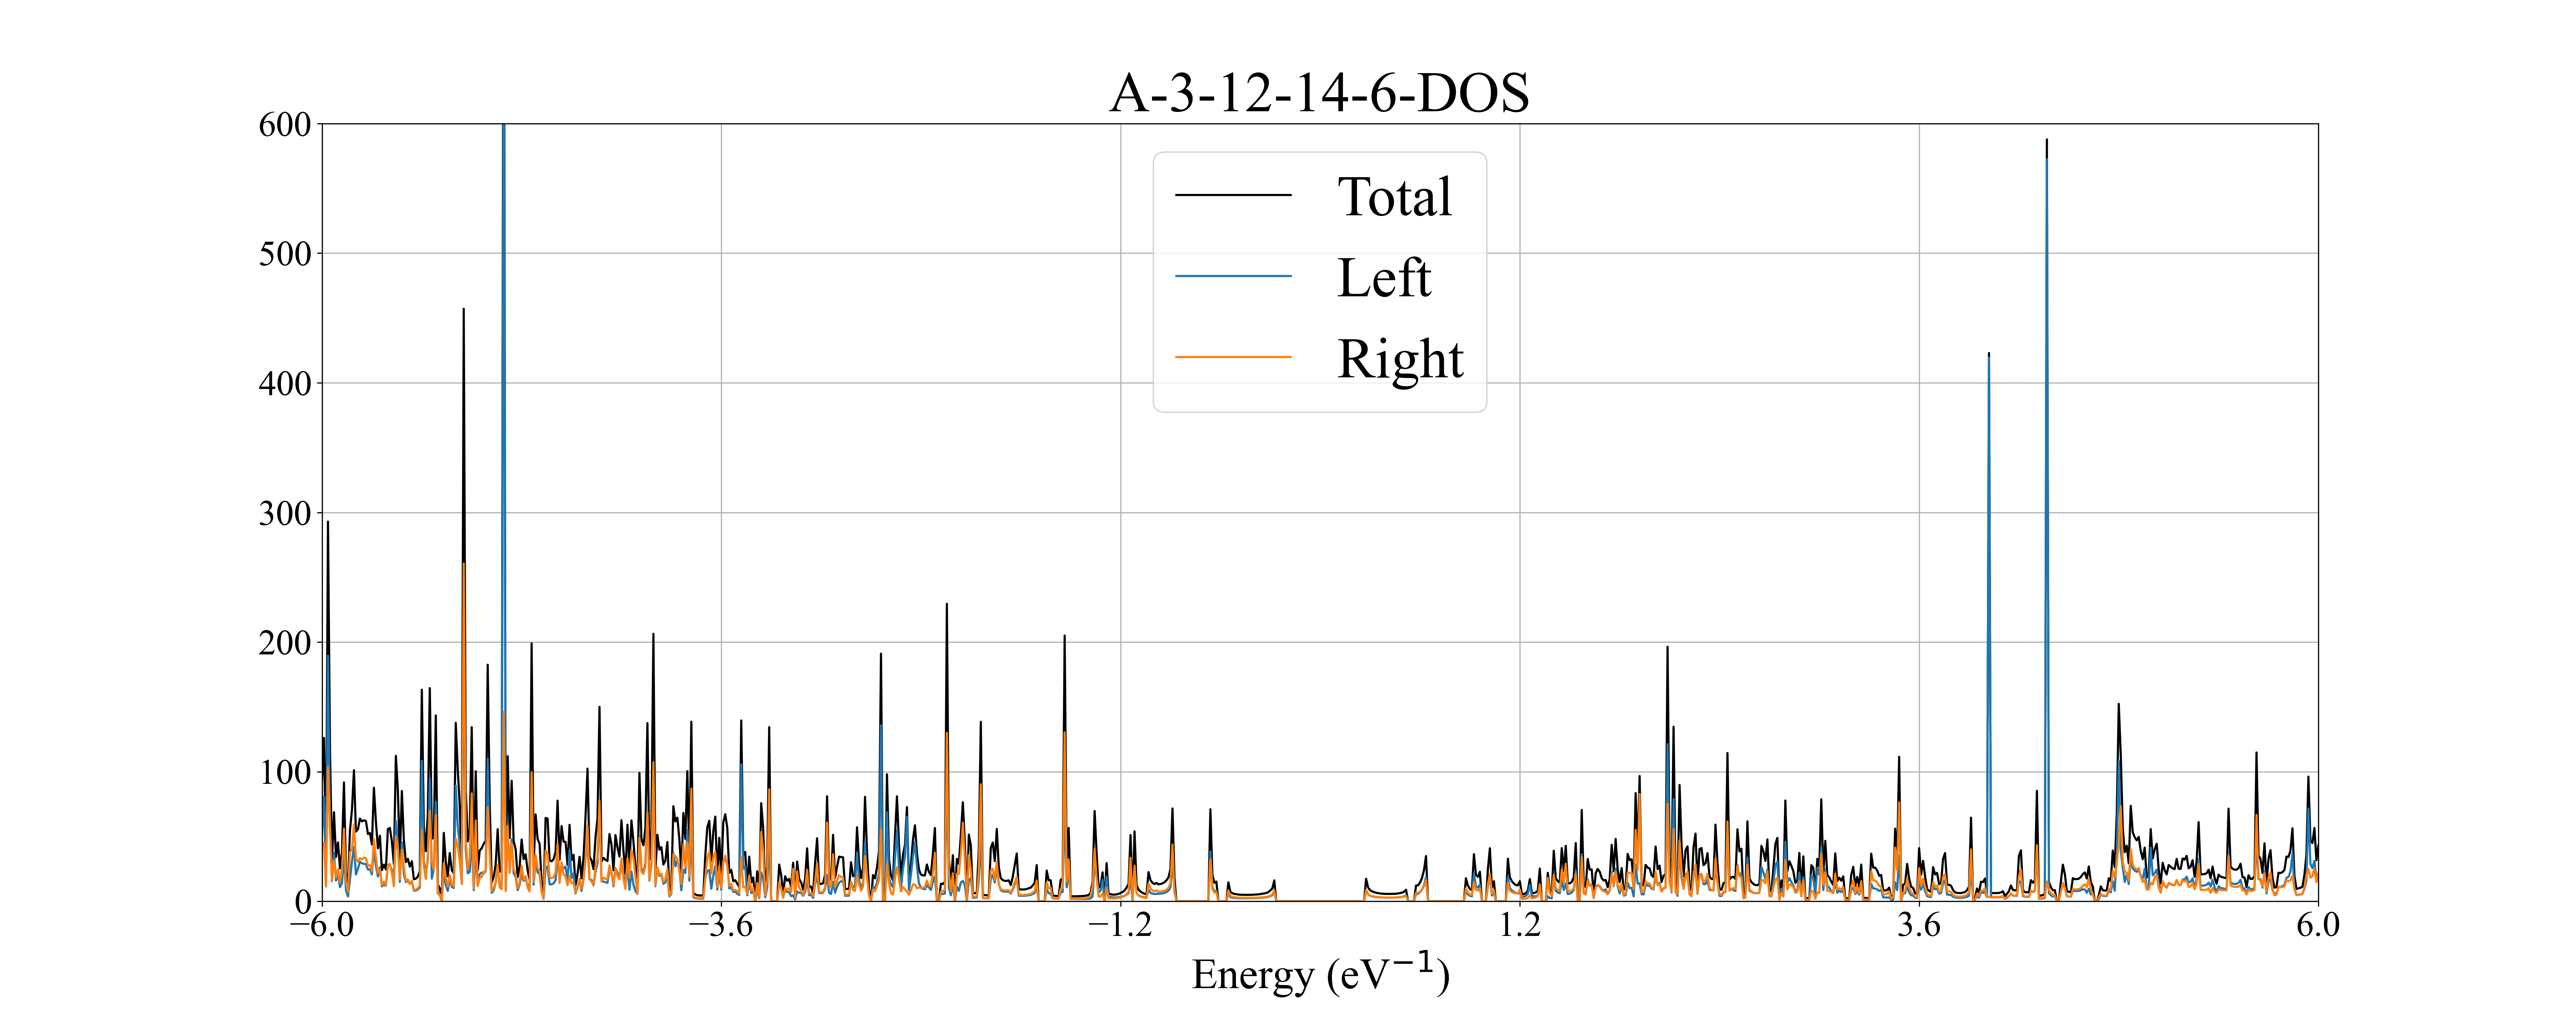 A-3-12-14-6-DOS
600
500
400
300
200
100
0
Total
Left
Right
−6.0 −3.6 −1.2 1.2 3.6 6.0
Energy (eV⁻¹)